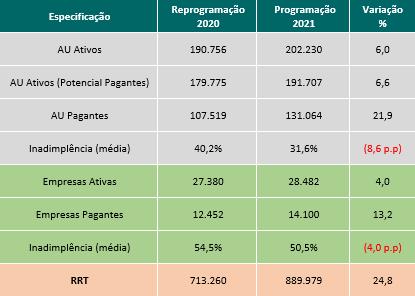 Especificação Reprogramação 2020 Programação 2021 Variação %
AU Ativos 190.756 202.230 6,0
AU Ativos (Potencial Pagantes) 179.775 191.707 6,6
AU Pagantes 107.519 131.064 21,9
Inadimplência (média) 40,2% 31,6% (8,6 p.p)
Empresas Ativas 27.380 28.482 4,0
Empresas Pagantes 12.452 14.100 13,2
Inadimplência (média) 54,5% 50,5% (4,0 p.p)
RRT 713.260 889.979 24,8